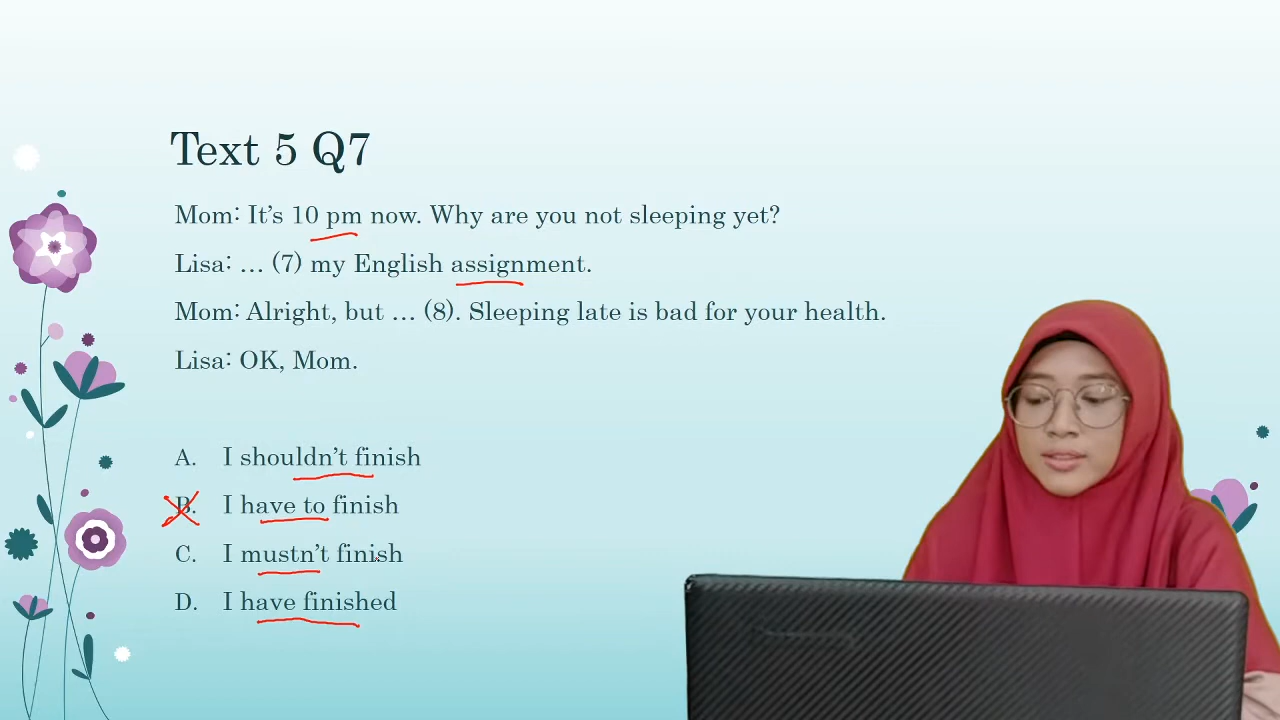 Text 5 Q7
Mom: It's 10 pm now. Why are you not sleeping yet?
Lisa: … (7) my English assignment.
Mom: Alright, but … (8). Sleeping late is bad for your health.
Lisa: OK, Mom.
A. I shouldn't finish
B. I have to finish
C. I mustn't finish
D. I have finished